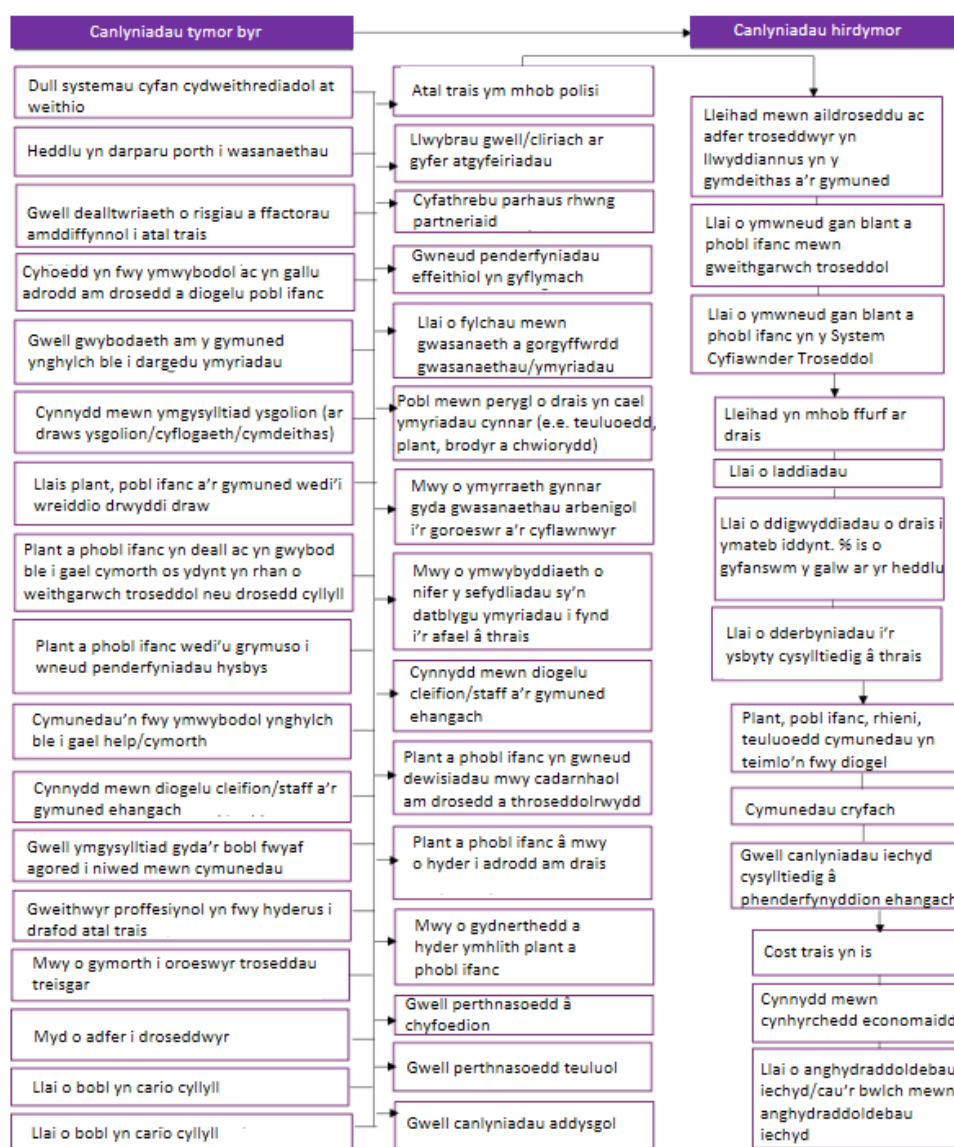 Canlyniadau tymor byr
Canlyniadau hirdymor
Dull systemau cyfan cydweithrediadol at
weithio
Heddlu yn darparu porth i wasanaethau
Gwell dealltwriaeth o risgiau a ffactorau
amddiffynnol i atal trais
Cyhoedd yn fwy ymwybodol ac yn gallu
adrodd am drosedd a diogelu pobl ifanc
Gwell gwybodaeth am y gymuned
ynghylch ble i dargedu ymyriadau
Cynnydd mewn ymgysylltiad ysgolion (ar
draws ysgolion/cyflogaeth/cymdeithas)
Llais plant, pobl ifanc a'r gymuned wedi'i
wreiddio drwyddi draw
Plant a phobl ifanc yn deall ac yn gwybod
ble i gael cymorth os ydynt yn rhan o
weithgarwch troseddol neu drosedd cyllyll
Plant a phobl ifanc wedi'u grymuso i
wneud penderfyniadau hysbys
Cymunedau'n fwy ymwybodol ynghylch
ble i gael help/cymorth
Cynnydd mewn diogelu cleifion/staff a'r
gymuned ehangach
Gwell ymgysylltiad gyda'r bobl fwyaf
agored i niwed mewn cymunedau
Gweithwyr proffesiynol yn fwy hyderus i
drafod atal trais
Mwy o gymorth i oroeswyr troseddau
treisgar
Myd o adfer i droseddwyr
Llai o bobl yn cario cyllyll
Llai o bobl yn cario cyllyll
Atal trais ym mhob polisi
Llwybrau gwell/cliriach ar
gyfer atgyfeiriadau
Cyfathrebu parhaus rhwng
partneriaid
Gwneud penderfyniadau
effeithiol yn gyflymach
Llai o fylchau mewn
gwasanaeth a gorgyffwrdd
gwasanaethau/ymyriadau
Pobl mewn perygl o drais yn cael
ymyriadau cynnar (e.e. teuluoedd,
plant, brodyr a chwiorydd)
Mwy o ymyrraeth gynnar
gyda gwasanaethau arbenigol
i'r goroeswr a'r cyflawnwyr
Mwy o ymwybyddiaeth o
nifer y sefydliadau sy'n
datblygu ymyriadau i fynd
i'r afael â thrais
Cynnydd mewn diogelu
cleifion/staff a'r gymuned
ehangach
Plant a phobl ifanc yn gwneud
dewisiadau mwy cadarnhaol
am drosedd a throseddolrwydd
Plant a phobl ifanc â mwy
o hyder i adrodd am drais
Mwy o gydnerthedd a
hyder ymhlith plant a
phobl ifanc
Gwell perthnasoedd â
chyfoedion
Gwell perthnasoedd teuluol
Gwell canlyniadau addysgol
Lleihad mewn aildroseddu ac
adfer troseddwyr yn
llwyddiannus yn y
gymdeithas a'r gymuned
Llai o ymwneud gan blant a
phobl ifanc mewn
gweithgarwch troseddol
Llai o ymwneud gan blant a
phobl ifanc yn y System
Cyfiawnder Troseddol
Lleihad yn mhob ffurf ar
drais
Llai o laddiadau
Llai o ddigwyddiadau o drais i
ymateb iddynt. % is o
gyfanswm y galw ar yr heddlu
Llai o dderbyniadau i'r
ysbyty cysylltiedig â thrais
Plant, pobl ifanc, rhieni,
teuluoedd cymunedau yn
teimlo'n fwy diogel
Cymunedau cryfach
Gwell canlyniadau iechyd
cysylltiedig â
phenderfynyddion ehangach
Cost trais yn is
Cynnydd mewn
cynhyrchedd economaidd
Llai o anghydraddoldebau
iechyd/cau'r bwlch mewn
anghydraddoldebau
iechyd